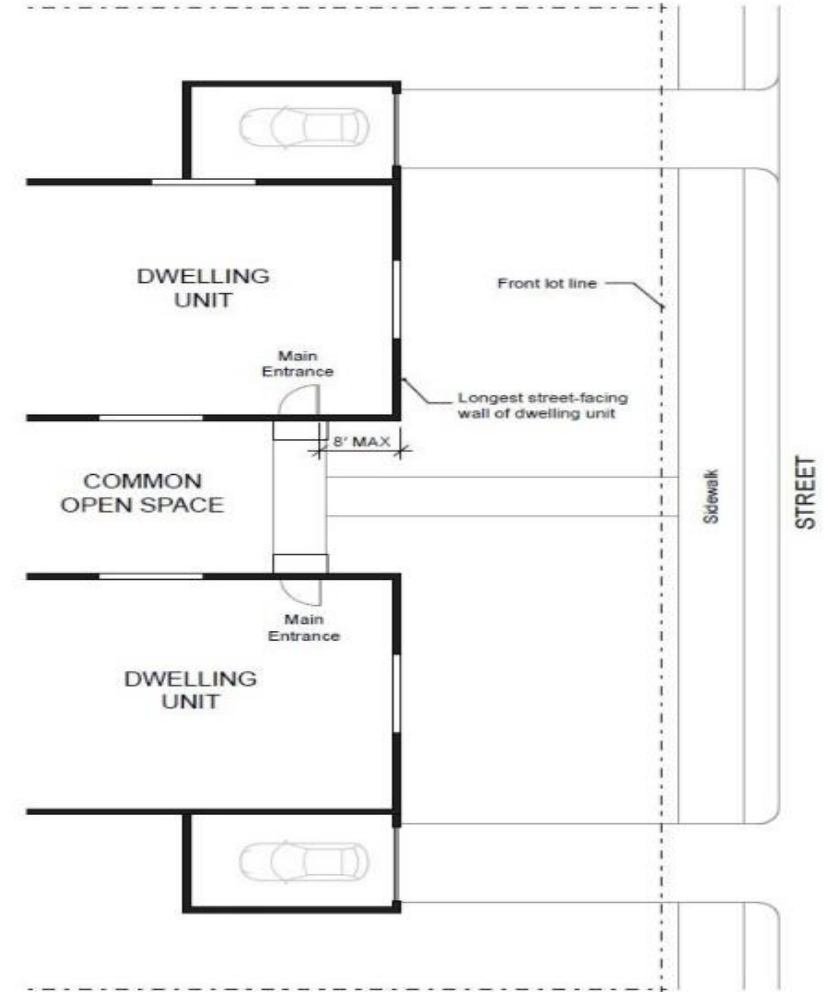 DWELLING
UNIT
Front lot line
Main
Entrance
Longest street-facing
wall of dwelling unit
8' MAX
COMMON
OPEN SPACE
Sidewalk
STREET
Main
Entrance
DWELLING
UNIT